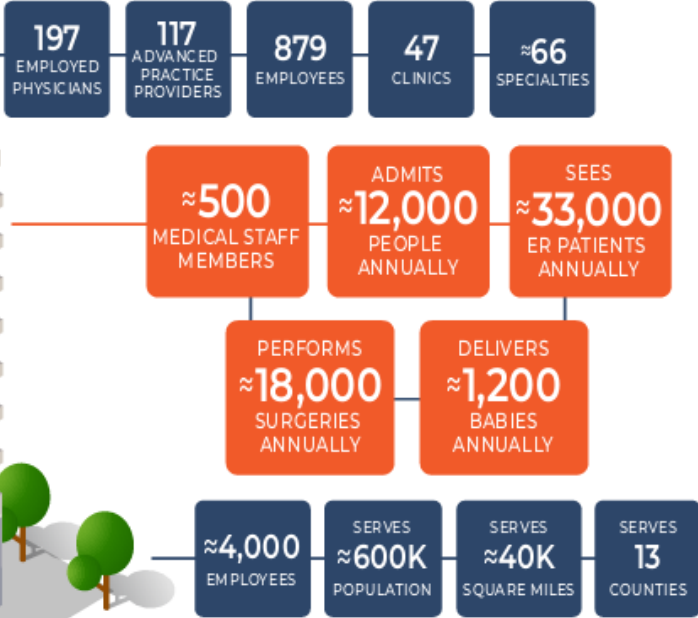 197
EMPLOYED
PHYSICIANS
117
ADVANCED
PRACTICE
PROVIDERS
879
EMPLOYEES
47
CLINICS
≈66
SPECIALTIES
≈500
MEDICAL STAFF
MEMBERS
ADMITS
≈12,000
PEOPLE
ANNUALLY
SEES
≈33,000
ER PATIENTS
ANNUALLY
PERFORMS
≈18,000
SURGERIES
ANNUALLY
DELIVERS
≈1,200
BABIES
ANNUALLY
≈4,000
EMPLOYEES
SERVES
≈600K
POPULATION
SERVES
≈40K
SQUARE MILES
SERVES
13
COUNTIES